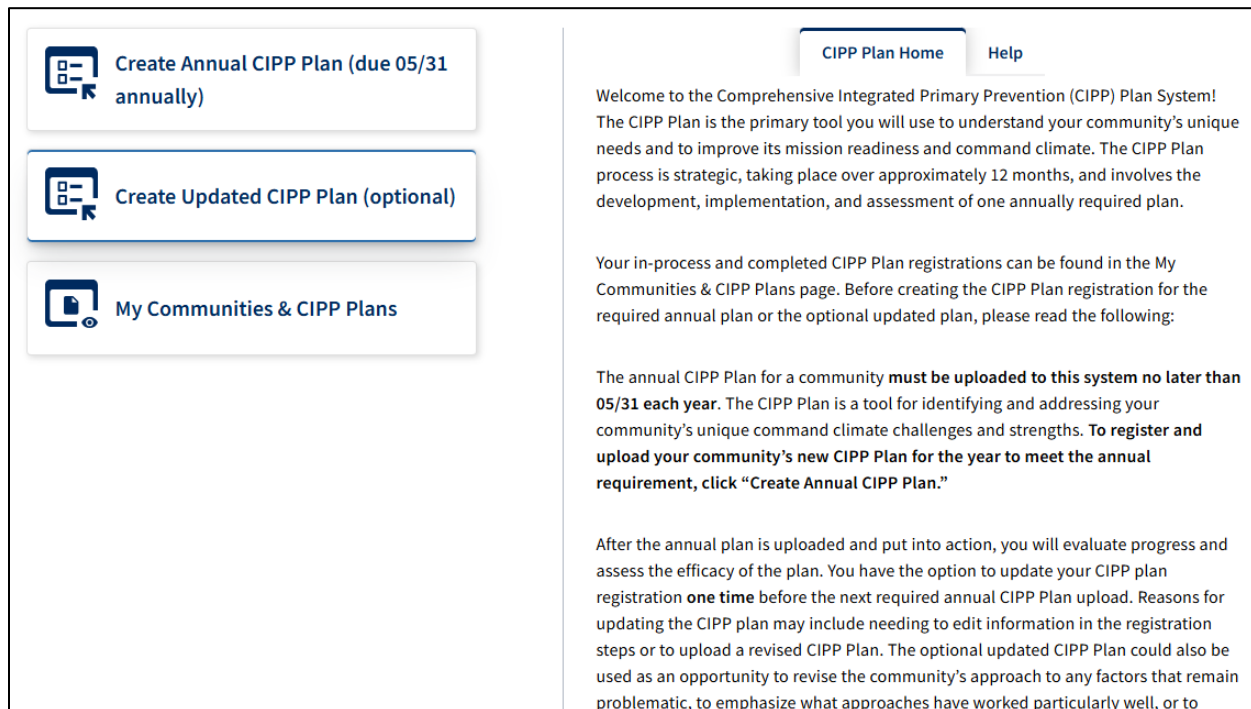 Create Annual CIPP Plan (due 05/31
annually)
Create Updated CIPP Plan (optional)
My Communities & CIPP Plans
CIPP Plan Home
Help
Welcome to the Comprehensive Integrated Primary Prevention (CIPP) Plan System!
The CIPP Plan is the primary tool you will use to understand your community’s unique
needs and to improve its mission readiness and command climate. The CIPP Plan
process is strategic, taking place over approximately 12 months, and involves the
development, implementation, and assessment of one annually required plan.
Your in-process and completed CIPP Plan registrations can be found in the My
Communities & CIPP Plans page. Before creating the CIPP Plan registration for the
required annual plan or the optional updated plan, please read the following:
The annual CIPP Plan for a community must be uploaded to this system no later than
05/31 each year. The CIPP Plan is a tool for identifying and addressing your
community’s unique command climate challenges and strengths. To register and
upload your community’s new CIPP Plan for the year to meet the annual
requirement, click “Create Annual CIPP Plan.”
After the annual plan is uploaded and put into action, you will evaluate progress and
assess the efficacy of the plan. You have the option to update your CIPP plan
registration one time before the next required annual CIPP Plan upload. Reasons for
updating the CIPP plan may include needing to edit information in the registration
steps or to upload a revised CIPP Plan. The optional updated CIPP Plan could also be
used as an opportunity to revise the community’s approach to any factors that remain
problematic, to emphasize what approaches have worked particularly well, or to